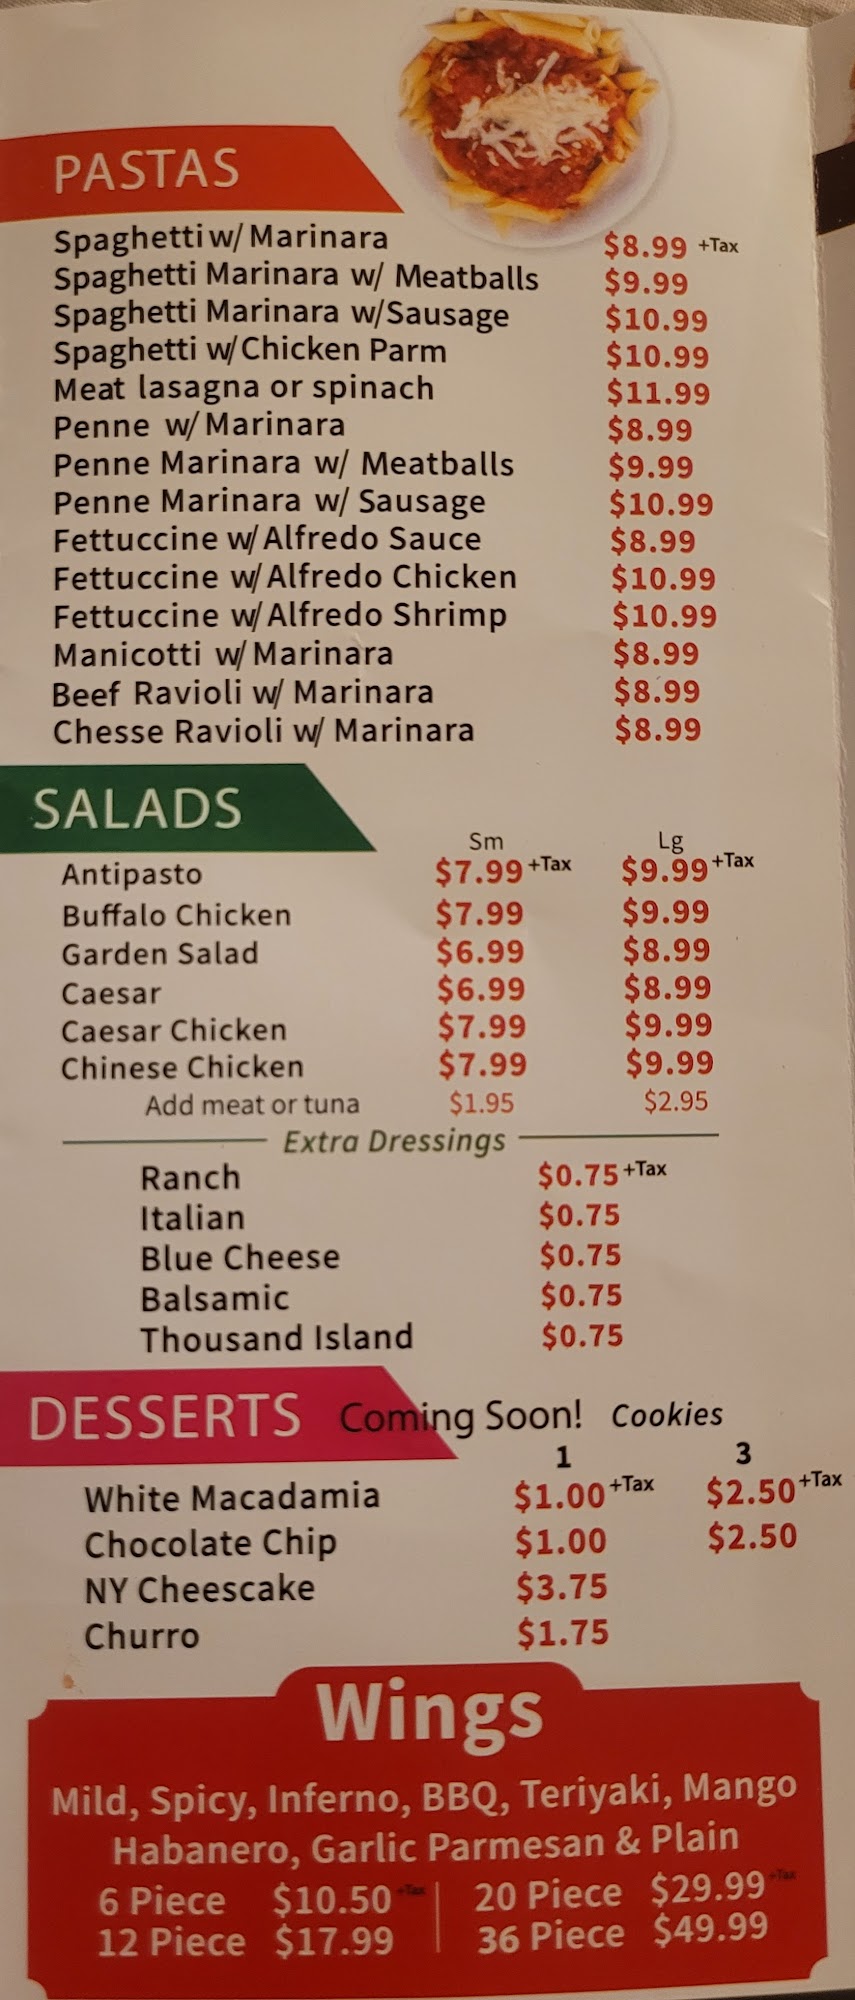 PASTAS
Spaghetti w/ Marinara $8.99 +Tax
Spaghetti Marinara w/ Meatballs $9.99
Spaghetti Marinara w/Sausage $10.99
Spaghetti w/Chicken Parm $10.99
Meat lasagna or spinach $11.99
Penne w/ Marinara $8.99
Penne Marinara w/ Meatballs $9.99
Penne Marinara w/ Sausage $10.99
Fettuccine w/ Alfredo Sauce $8.99
Fettuccine w/ Alfredo Chicken $10.99
Fettuccine w/ Alfredo Shrimp $10.99
Manicotti w/ Marinara $8.99
Beef Ravioli w/ Marinara $8.99
Chesse Ravioli w/ Marinara $8.99
SALADS
Sm Lg
Antipasto $7.99 +Tax $9.99 +Tax
Buffalo Chicken $7.99 $9.99
Garden Salad $6.99 $8.99
Caesar $6.99 $8.99
Caesar Chicken $7.99 $9.99
Chinese Chicken $7.99 $9.99
Add meat or tuna $1.95 $2.95
Extra Dressings
Ranch $0.75 +Tax
Italian $0.75
Blue Cheese $0.75
Balsamic $0.75
Thousand Island $0.75
DESSERTS Coming Soon! Cookies
1 3
White Macadamia $1.00 +Tax $2.50 +Tax
Chocolate Chip $1.00 $2.50
NY Cheescake $3.75
Churro $1.75
Wings
Mild, Spicy, Inferno, BBQ, Teriyaki, Mango
Habanero, Garlic Parmesan & Plain
6 Piece $10.50 +Tax 20 Piece $29.99 +Tax
12 Piece $17.99 36 Piece $49.99